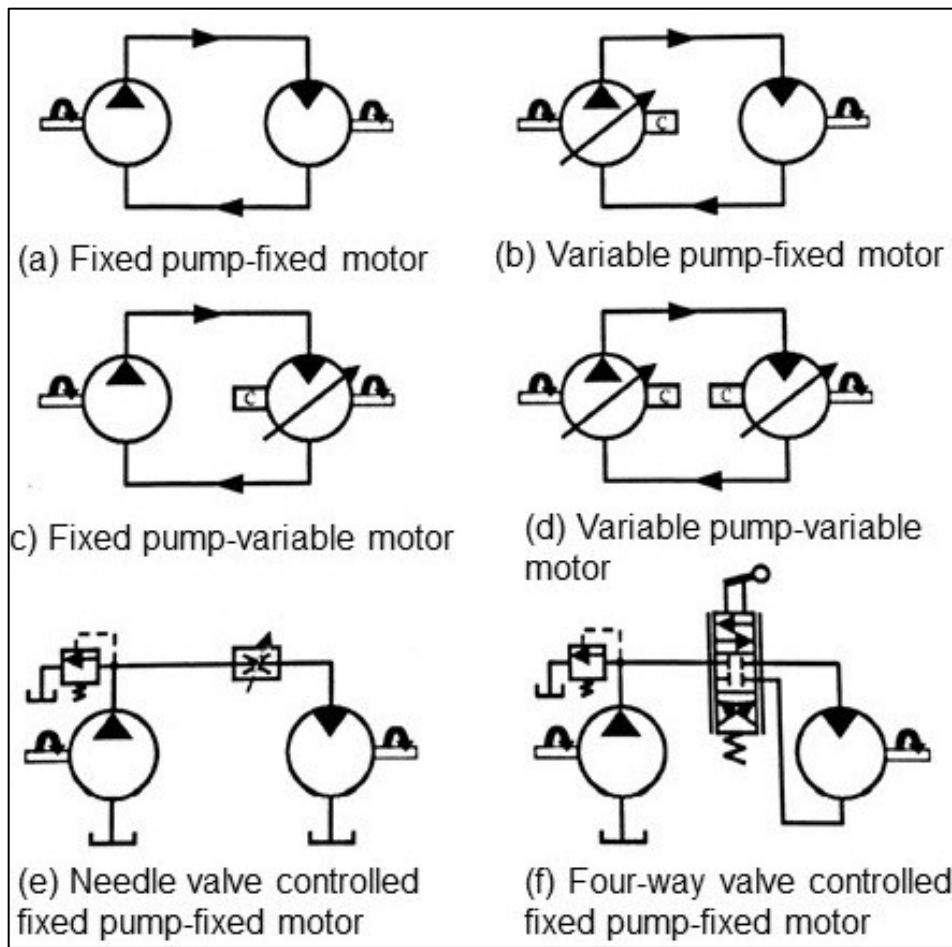 C
(a) Fixed pump-fixed motor
(b) Variable pump-fixed motor
C
C
C
c) Fixed pump-variable motor
(d) Variable pump-variable
motor
(e) Needle valve controlled
fixed pump-fixed motor
(f) Four-way valve controlled
fixed pump-fixed motor